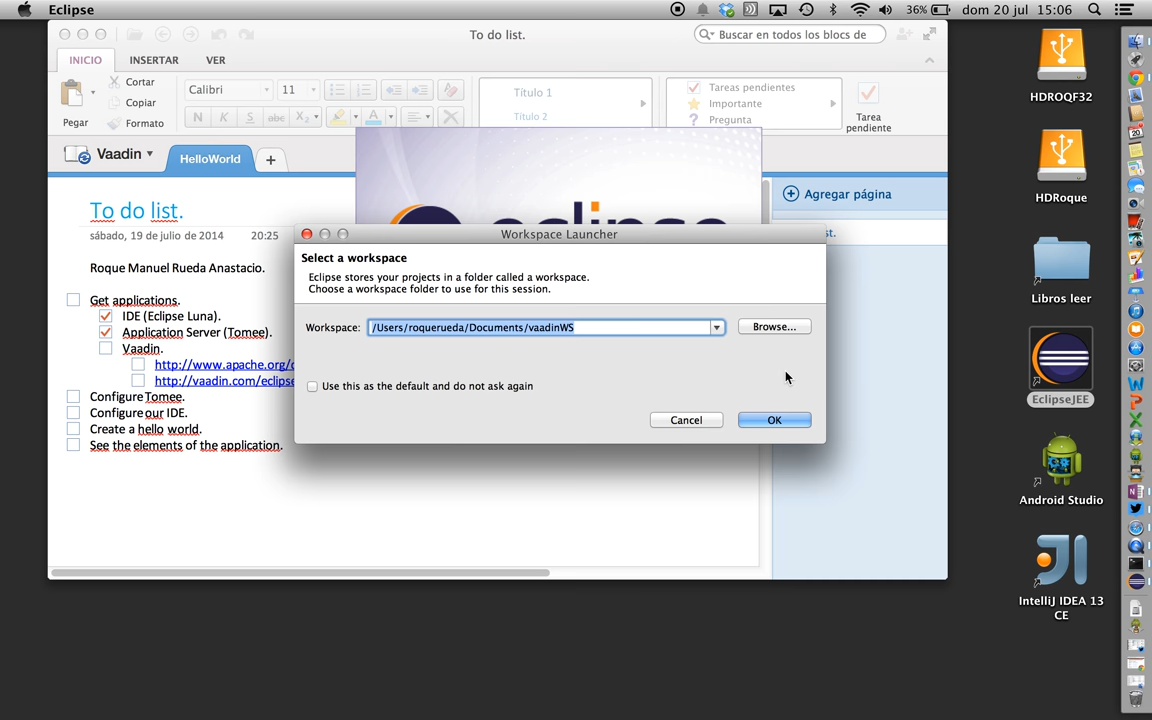 Eclipse
36%
dom 20 jul 15:06
To do list.
Buscar en todos los blocs de
INICIO
INSERTAR
VER
Pegar
Cortar
Copiar
Formato
Calibri
11
N K S abc X₂
A
Título 1
Título 2
Tareas pendientes
Importante
Pregunta
Tarea
pendiente
Vaadin
HelloWorld
+
Agregar página
st.
To do list.
sábado, 19 de julio de 2014 20:25
Roque Manuel Rueda Anastacio.
Get applications.
IDE (Eclipse Luna).
Application Server (Tomee).
Vaadin.
http://www.apache.org/
http://vaadin.com/eclipse
Configure Tomee.
Configure our IDE.
Create a hello world.
See the elements of the application.
eclipse
Workspace Launcher
Select a workspace
Eclipse stores your projects in a folder called a workspace.
Choose a workspace folder to use for this session.
Workspace:
/Users/roquerueda/Documents/vaadinWS
Browse...
Use this as the default and do not ask again
Cancel
OK
HDROQF32
HDRoque
Libros leer
EclipseJEE
Android Studio
IntelliJ IDEA 13
CE